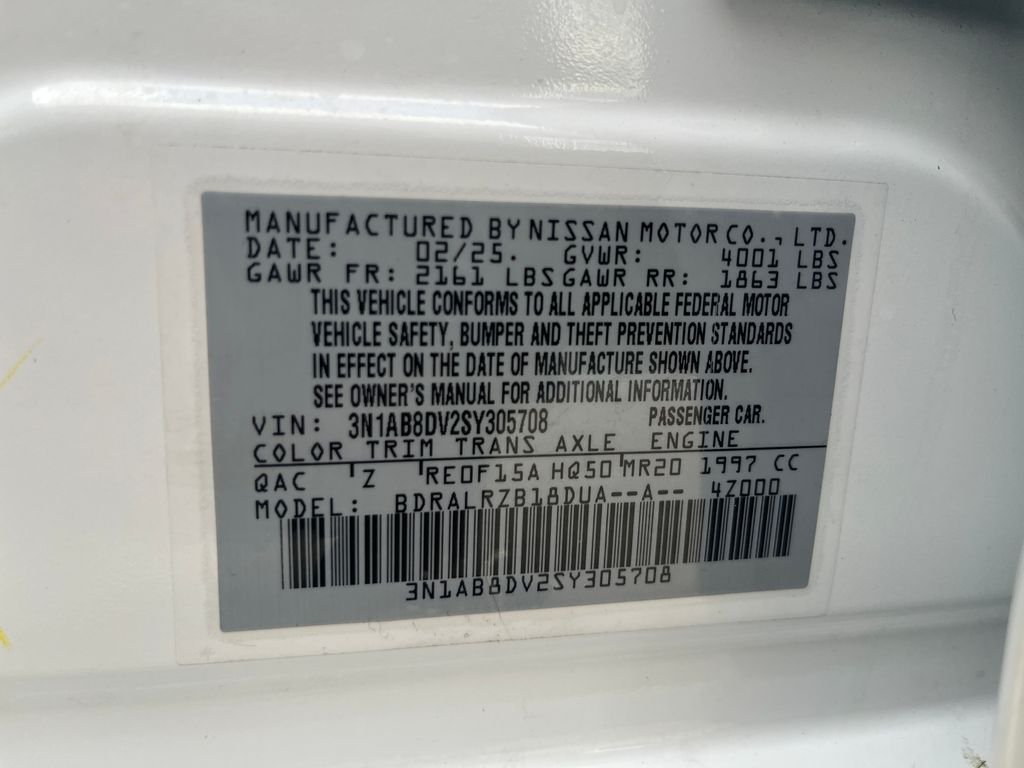 MANUFACTURED BY NISSAN MOTOR CO., LTD.
DATE: 02/25. GVWR: 4001 LBS
GAWR FR: 2161 LBS GAWR RR: 1863 LBS
THIS VEHICLE CONFORMS TO ALL APPLICABLE FEDERAL MOTOR
VEHICLE SAFETY, BUMPER AND THEFT PREVENTION STANDARDS
IN EFFECT ON THE DATE OF MANUFACTURE SHOWN ABOVE.
SEE OWNER'S MANUAL FOR ADDITIONAL INFORMATION.
VIN: 3N1AB8DV2SY305708 PASSENGER CAR.
COLOR TRIM TRANS AXLE ENGINE
QAC Z RE0F15A HQ50 MR20 1997 CC
MODEL: BDRALRZB18DUA--A-- 4Z000
3N1AB8DV2SY305708